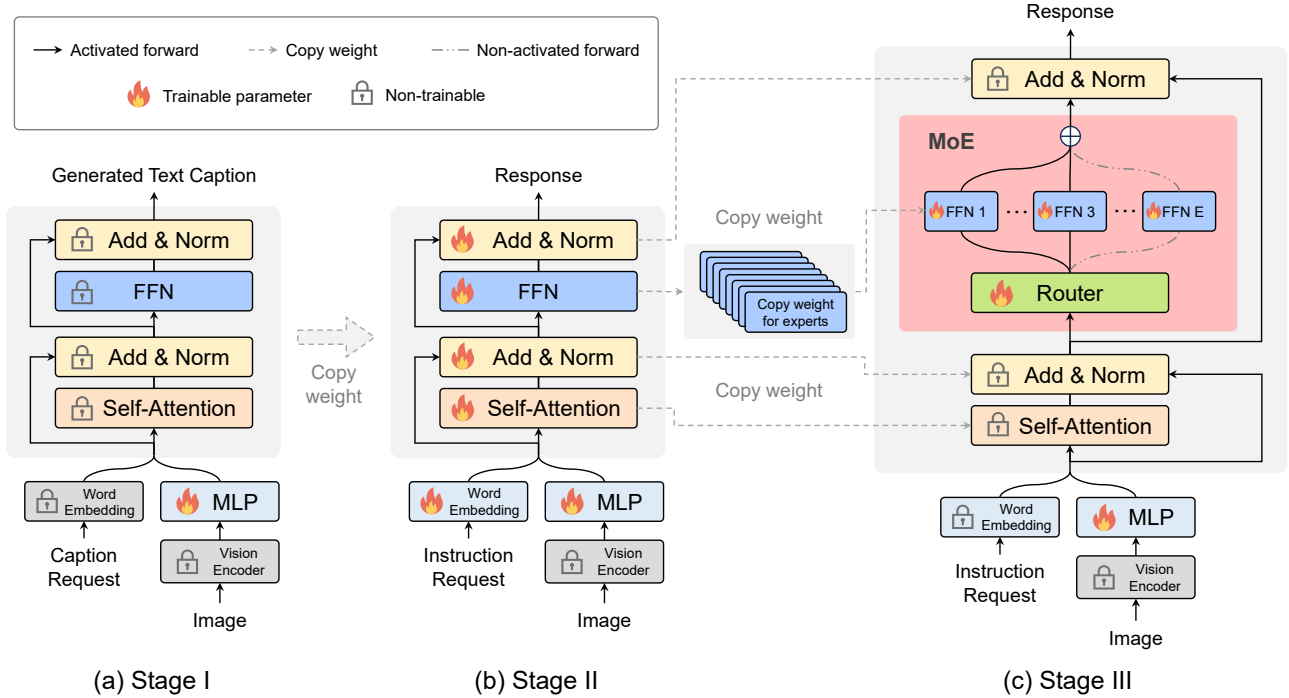 Activated forward
Copy weight
Non-activated forward
Trainable parameter
Non-trainable
Generated Text Caption
Add & Norm
FFN
Add & Norm
Self-Attention
Word
Embedding
MLP
Caption
Request
Vision
Encoder
Image
(a) Stage I
Copy
weight
Response
Add & Norm
FFN
Add & Norm
Self-Attention
Word
Embedding
MLP
Instruction
Request
Vision
Encoder
Image
(b) Stage II
Copy weight
Copy weight
for experts
Copy weight
Response
Add & Norm
MoE
FFN 1
...
FFN 3
...
FFN E
Router
Add & Norm
Self-Attention
Word
Embedding
MLP
Instruction
Request
Vision
Encoder
Image
(c) Stage III